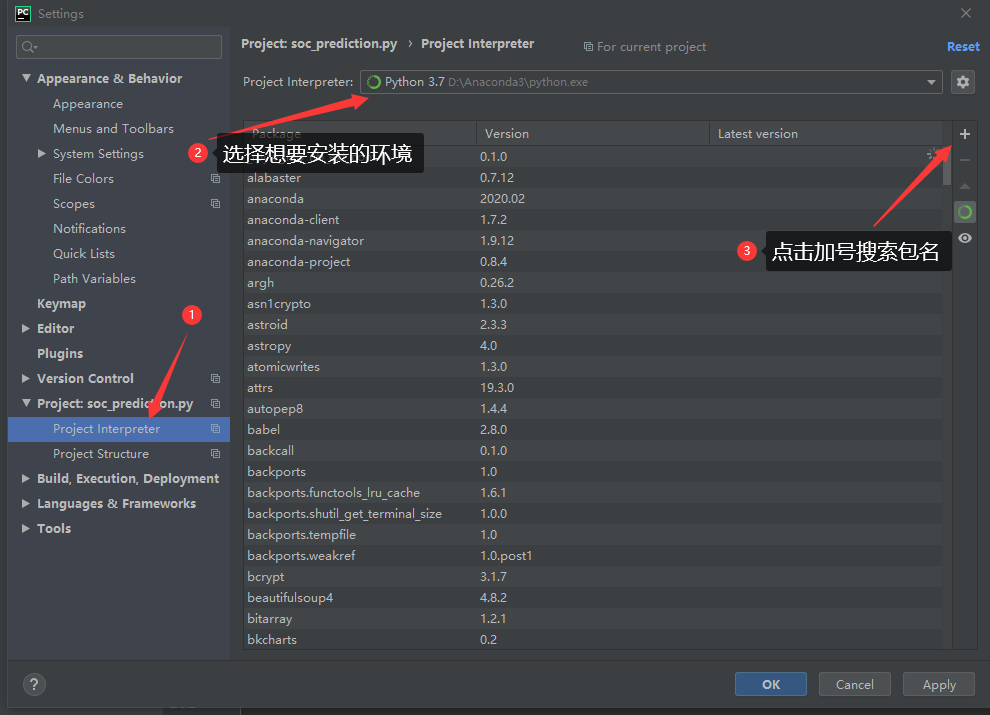 PC Settings
Project: soc_prediction.py › Project Interpreter For current project Reset
Project Interpreter: Python 3.7 D:\Anaconda3\python.exe
Appearance & Behavior
Appearance
Menus and Toolbars
System Settings
File Colors
Scopes
Notifications
Quick Lists
Path Variables
Keymap
Editor
Plugins
Version Control
Project: soc_prediction.py
Project Interpreter
Project Structure
Build, Execution, Deployment
Languages & Frameworks
Tools
1
2 选择想要安装的环境
3 点击加号搜索包名
Package Version Latest version
0.1.0
alabaster 0.7.12
anaconda 2020.02
anaconda-client 1.7.2
anaconda-navigator 1.9.12
anaconda-project 0.8.4
argh 0.26.2
asn1crypto 1.3.0
astroid 2.3.3
astropy 4.0
atomicwrites 1.3.0
attrs 19.3.0
autopep8 1.4.4
babel 2.8.0
backcall 0.1.0
backports 1.0
backports.functools_lru_cache 1.6.1
backports.shutil_get_terminal_size 1.0.0
backports.tempfile 1.0
backports.weakref 1.0.post1
bcrypt 3.1.7
beautifulsoup4 4.8.2
bitarray 1.2.1
bkcharts 0.2
? OK Cancel Apply